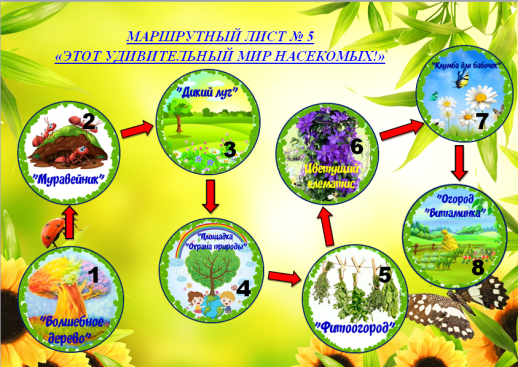 МАРШРУТНЫЙ ЛИСТ № 5
«ЭТОТ УДИВИТЕЛЬНЫЙ МИР НАСЕКОМЫХ!»
1
"Волшебное
дерево"
2
"Муравейник"
"Дикий луг"
3
"Площадка
"Охрана природы"
4
5
"Фитоогород"
6
Цветущий
клематис
"Клумба для бабочек"
7
"Огород
"Витаминка"
8